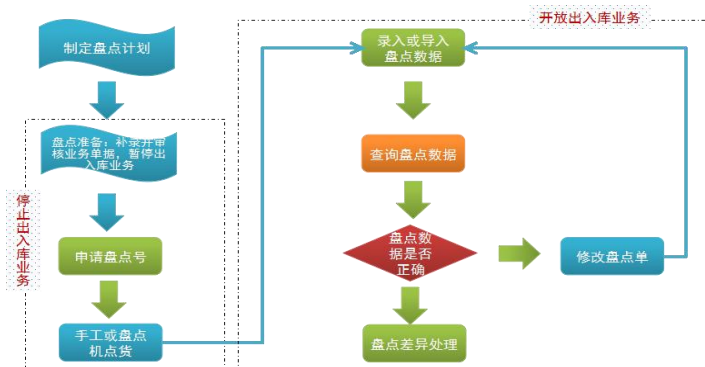 开放出入库业务
制定盘点计划
录入或导入
盘点数据
盘点准备：补录并审
核业务单据，暂停出
入库业务
查询盘点数据
停止出入库业务
申请盘点号
盘点数
据是否
正确
修改盘点单
手工或盘点
机点货
盘点差异处理